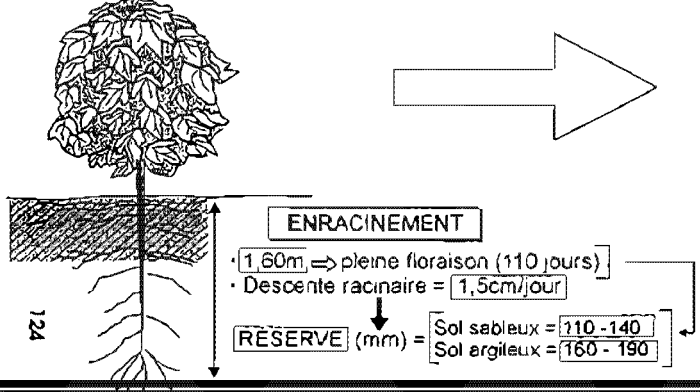 ENRACINEMENT
· 1,60m ⇒ pleine floraison (110 jours)
· Descente racinaire = 1,5cm/jour
RESERVE (mm) = Sol sableux = 110 - 140
Sol argileux = 160 - 190
124